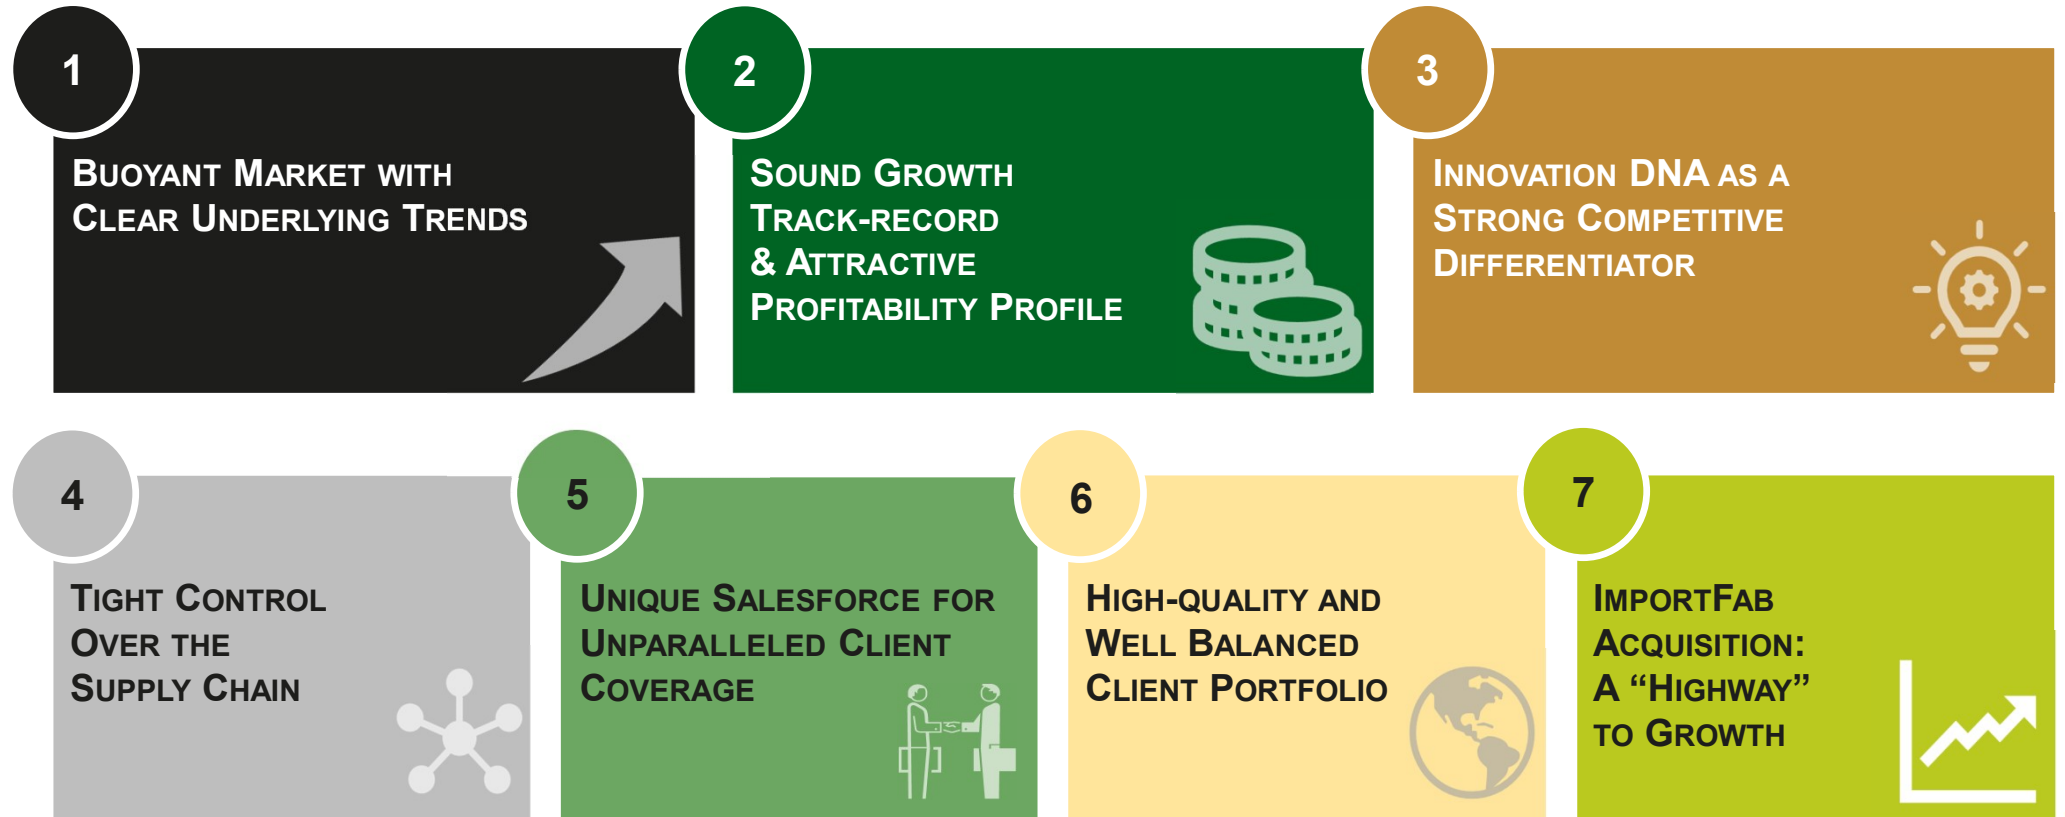 1
BUOYANT MARKET WITH
CLEAR UNDERLYING TRENDS
2
SOUND GROWTH
TRACK-RECORD
& ATTRACTIVE
PROFITABILITY PROFILE
3
INNOVATION DNA AS A
STRONG COMPETITIVE
DIFFERENTIATOR
4
TIGHT CONTROL
OVER THE
SUPPLY CHAIN
5
UNIQUE SALESFORCE FOR
UNPARALLELED CLIENT
COVERAGE
6
HIGH-QUALITY AND
WELL BALANCED
CLIENT PORTFOLIO
7
IMPORTFAB
ACQUISITION:
A “HIGHWAY”
TO GROWTH